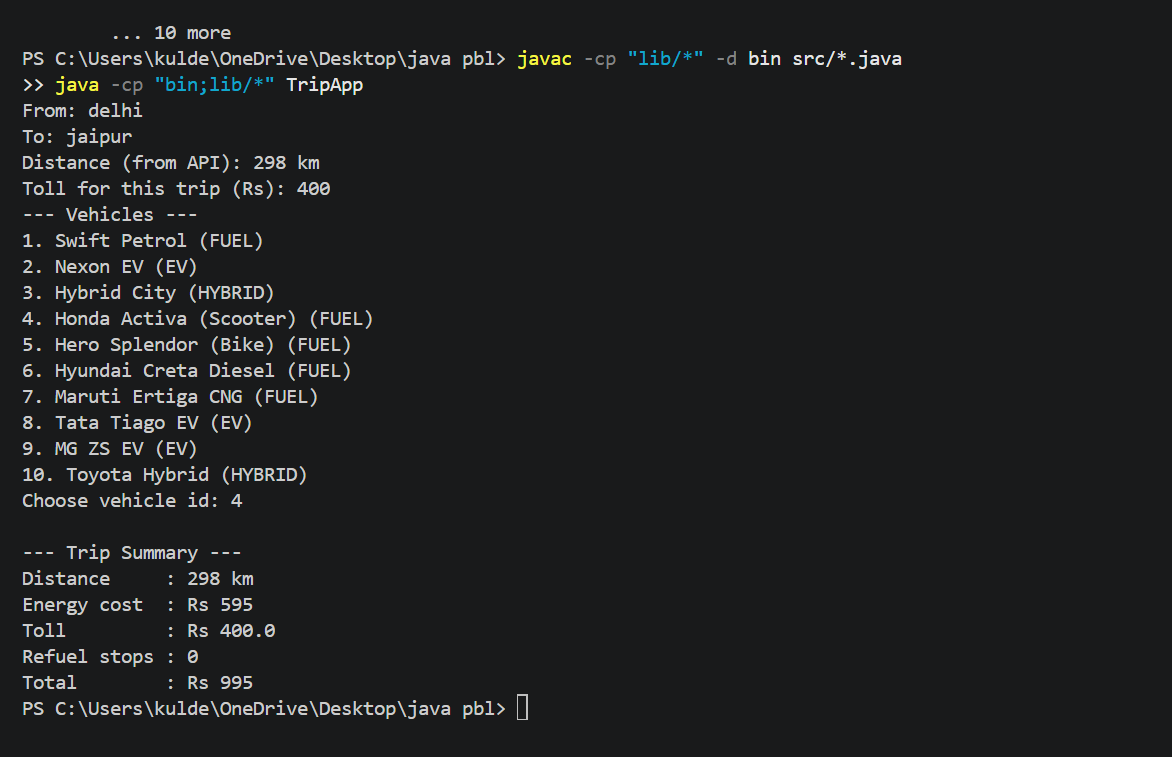 ... 10 more
PS C:\Users\kulde\OneDrive\Desktop\java pbl> javac -cp "lib/*" -d bin src/*.java
>> java -cp "bin;lib/*" TripApp
From: delhi
To: jaipur
Distance (from API): 298 km
Toll for this trip (Rs): 400
--- Vehicles ---
1. Swift Petrol (FUEL)
2. Nexon EV (EV)
3. Hybrid City (HYBRID)
4. Honda Activa (Scooter) (FUEL)
5. Hero Splendor (Bike) (FUEL)
6. Hyundai Creta Diesel (FUEL)
7. Maruti Ertiga CNG (FUEL)
8. Tata Tiago EV (EV)
9. MG ZS EV (EV)
10. Toyota Hybrid (HYBRID)
Choose vehicle id: 4
--- Trip Summary ---
Distance     : 298 km
Energy cost  : Rs 595
Toll         : Rs 400.0
Refuel stops : 0
Total        : Rs 995
PS C:\Users\kulde\OneDrive\Desktop\java pbl>